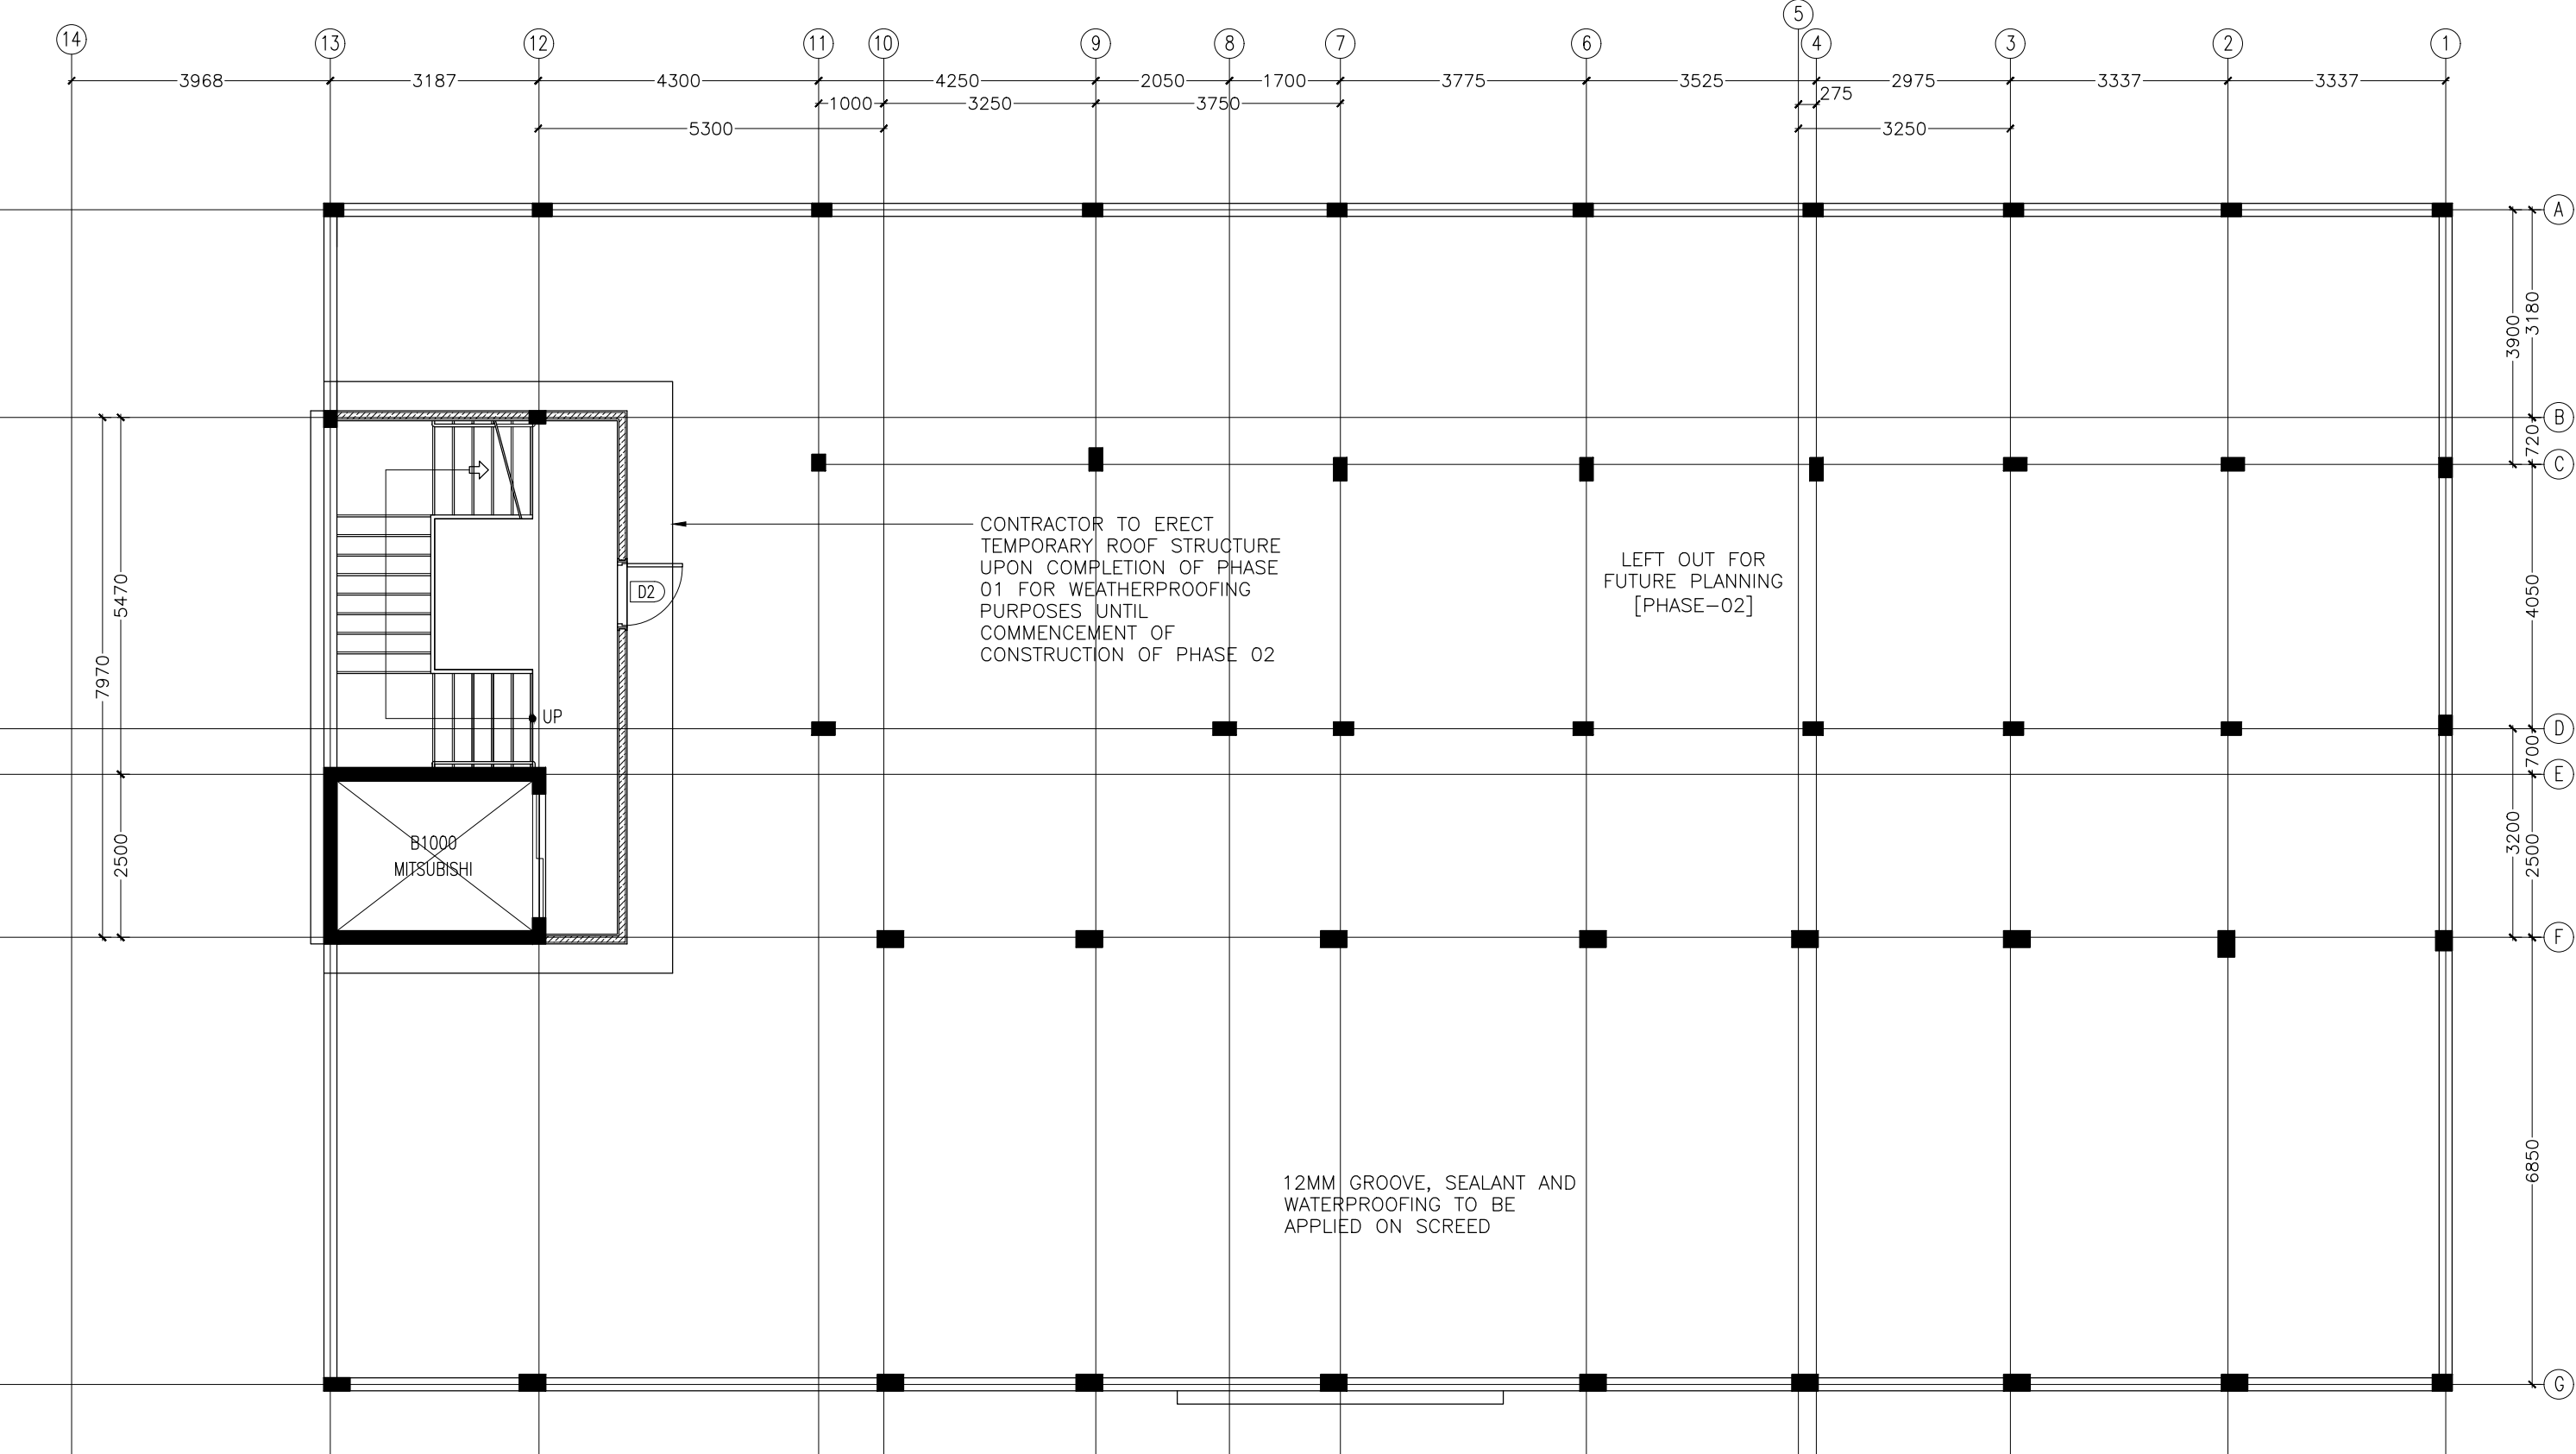 5
14
13
12
11
10
9
8
7
6
4
3
2
1
3968
3187
4300
4250
2050
1700
3775
3525
2975
3337
3337
1000
3250
3750
275
5300
3250
A
3180
3900
B
720
C
CONTRACTOR TO ERECT
TEMPORARY ROOF STRUCTURE
UPON COMPLETION OF PHASE
01 FOR WEATHERPROOFING
PURPOSES UNTIL
COMMENCEMENT OF
CONSTRUCTION OF PHASE 02
LEFT OUT FOR
FUTURE PLANNING
[PHASE-02]
D2
5470
4050
7970
UP
D
700
E
B1000
MITSUBISHI
2500
3200
2500
F
12MM GROOVE, SEALANT AND
WATERPROOFING TO BE
APPLIED ON SCREED
6850
G